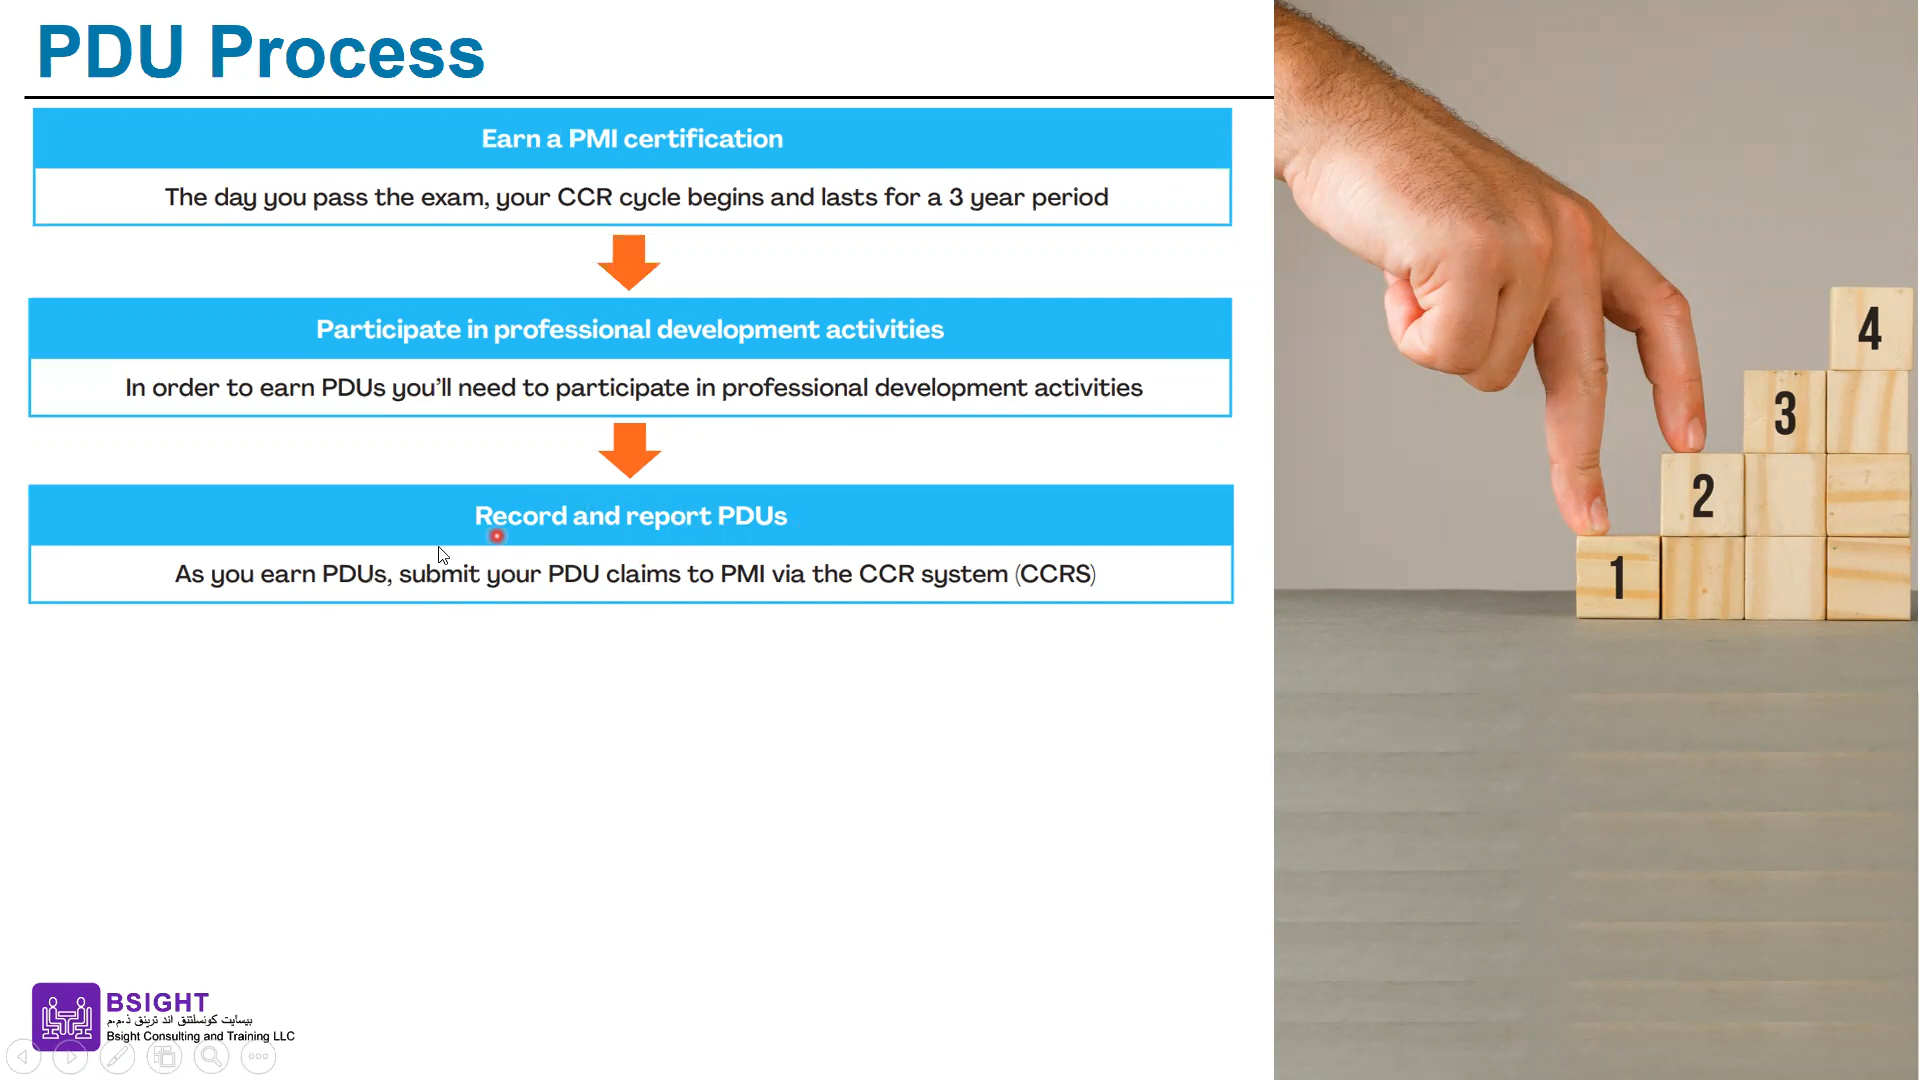 PDU Process
Earn a PMI certification
The day you pass the exam, your CCR cycle begins and lasts for a 3 year period
Participate in professional development activities
In order to earn PDUs you'll need to participate in professional development activities
Record and report PDUs
As you earn PDUs, submit your PDU claims to PMI via the CCR system (CCRS)
4
3
2
1
BSIGHT
بيسايت كونسلتنق اند ترينق ذ.م.م
Bsight Consulting and Training LLC